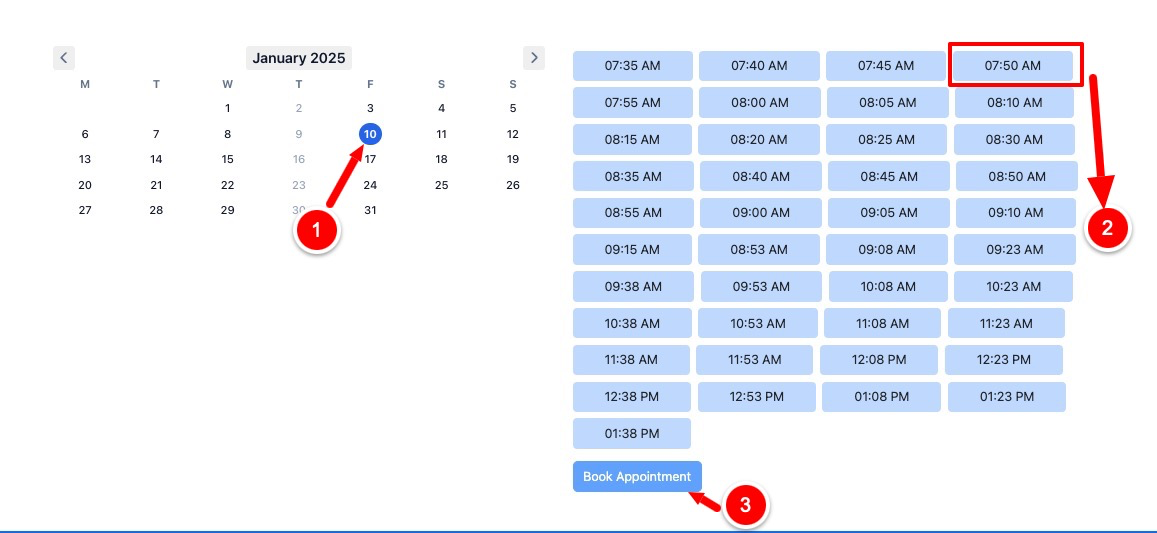 January 2025
M T W T F S S
1 2 3 4 5
6 7 8 9 10 11 12
13 14 15 16 17 18 19
20 21 22 23 24 25 26
27 28 29 30 31
1
07:35 AM 07:40 AM 07:45 AM 07:50 AM
07:55 AM 08:00 AM 08:05 AM 08:10 AM
08:15 AM 08:20 AM 08:25 AM 08:30 AM
08:35 AM 08:40 AM 08:45 AM 08:50 AM
08:55 AM 09:00 AM 09:05 AM 09:10 AM
2
09:15 AM 08:53 AM 09:08 AM 09:23 AM
09:38 AM 09:53 AM 10:08 AM 10:23 AM
10:38 AM 10:53 AM 11:08 AM 11:23 AM
11:38 AM 11:53 AM 12:08 PM 12:23 PM
12:38 PM 12:53 PM 01:08 PM 01:23 PM
01:38 PM
Book Appointment
3